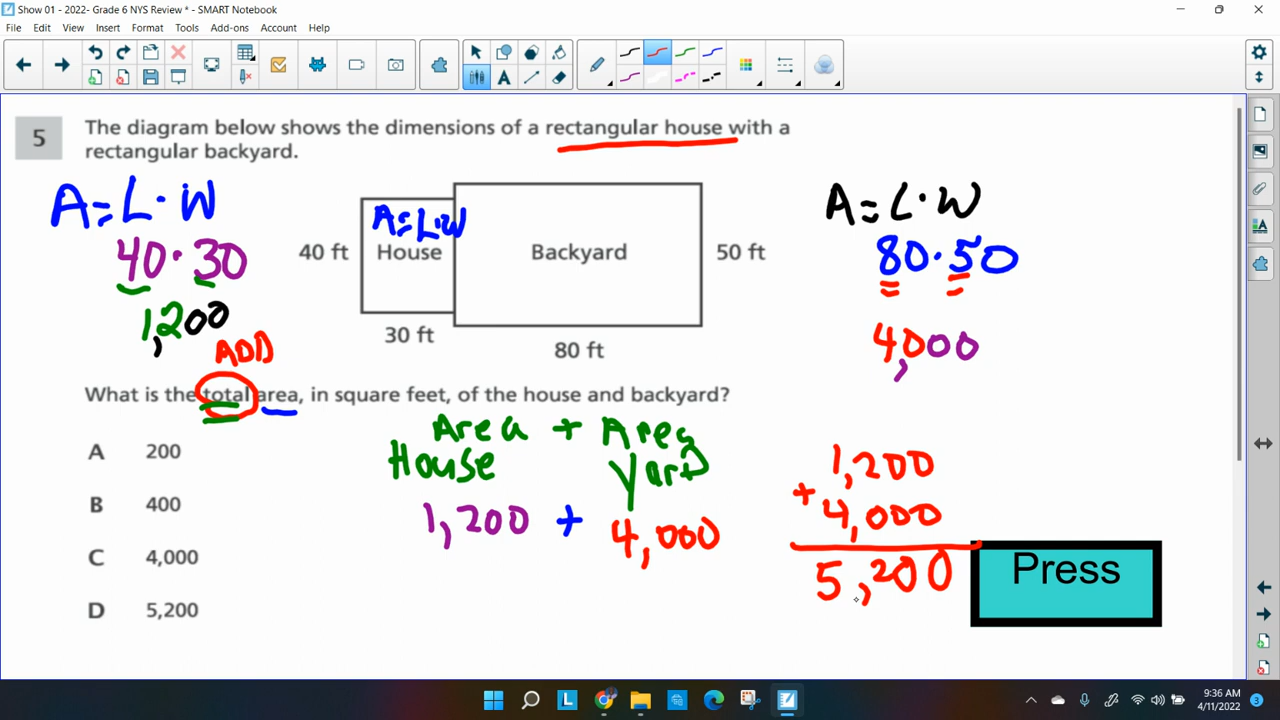 Show 01 - 2022- Grade 6 NYS Review * - SMART Notebook
File Edit View Insert Format Tools Add-ons Account Help
5
The diagram below shows the dimensions of a rectangular house with a
rectangular backyard.
A=L·W
40·30
1,200
A=L·W
40 ft
House
30 ft
Backyard
50 ft
80 ft
A=L·W
80·50
4,000
ADD
What is the total area, in square feet, of the house and backyard?
A 200
B 400
C 4,000
D 5,200
Area + Area
House Yard
1,200 + 4,000
1,200
+ 4,000
5,200
Press
9:36 AM
4/11/2022
3